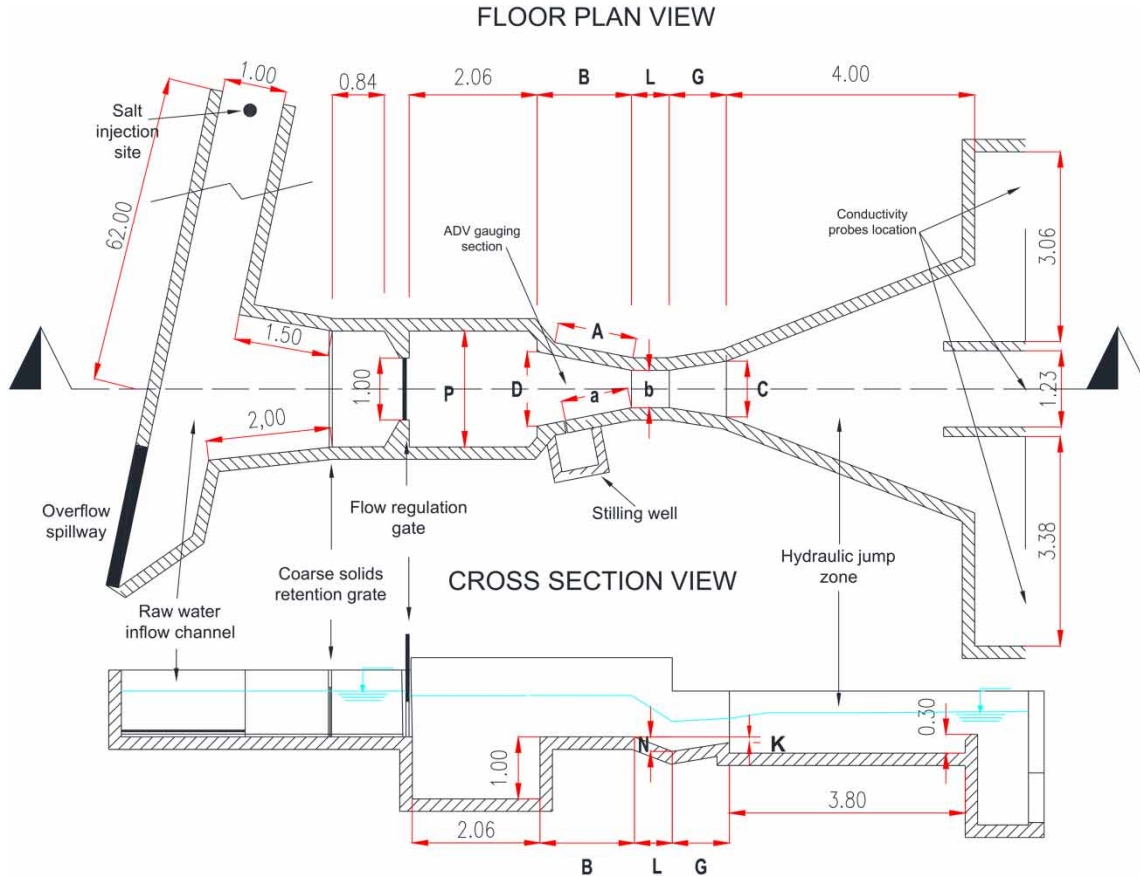 FLOOR PLAN VIEW
1.00
0.84
2.06
B
L
G
4.00
Salt
injection
site
62.00
ADV gauging
section
Conductivity
probes location
3.06
1.50
A
1.00
P
D
a
b
C
1.23
2,00
Overflow
spillway
Flow regulation
gate
Stilling well
3.38
Hydraulic jump
zone
Coarse solids
retention grate
CROSS SECTION VIEW
Raw water
inflow channel
N
K
0.30
1.00
2.06
3.80
B
L
G